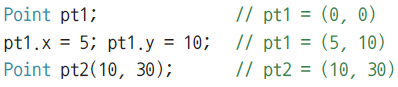 Point pt1; // pt1 = (0, 0)
pt1.x = 5; pt1.y = 10; // pt1 = (5, 10)
Point pt2(10, 30); // pt2 = (10, 30)